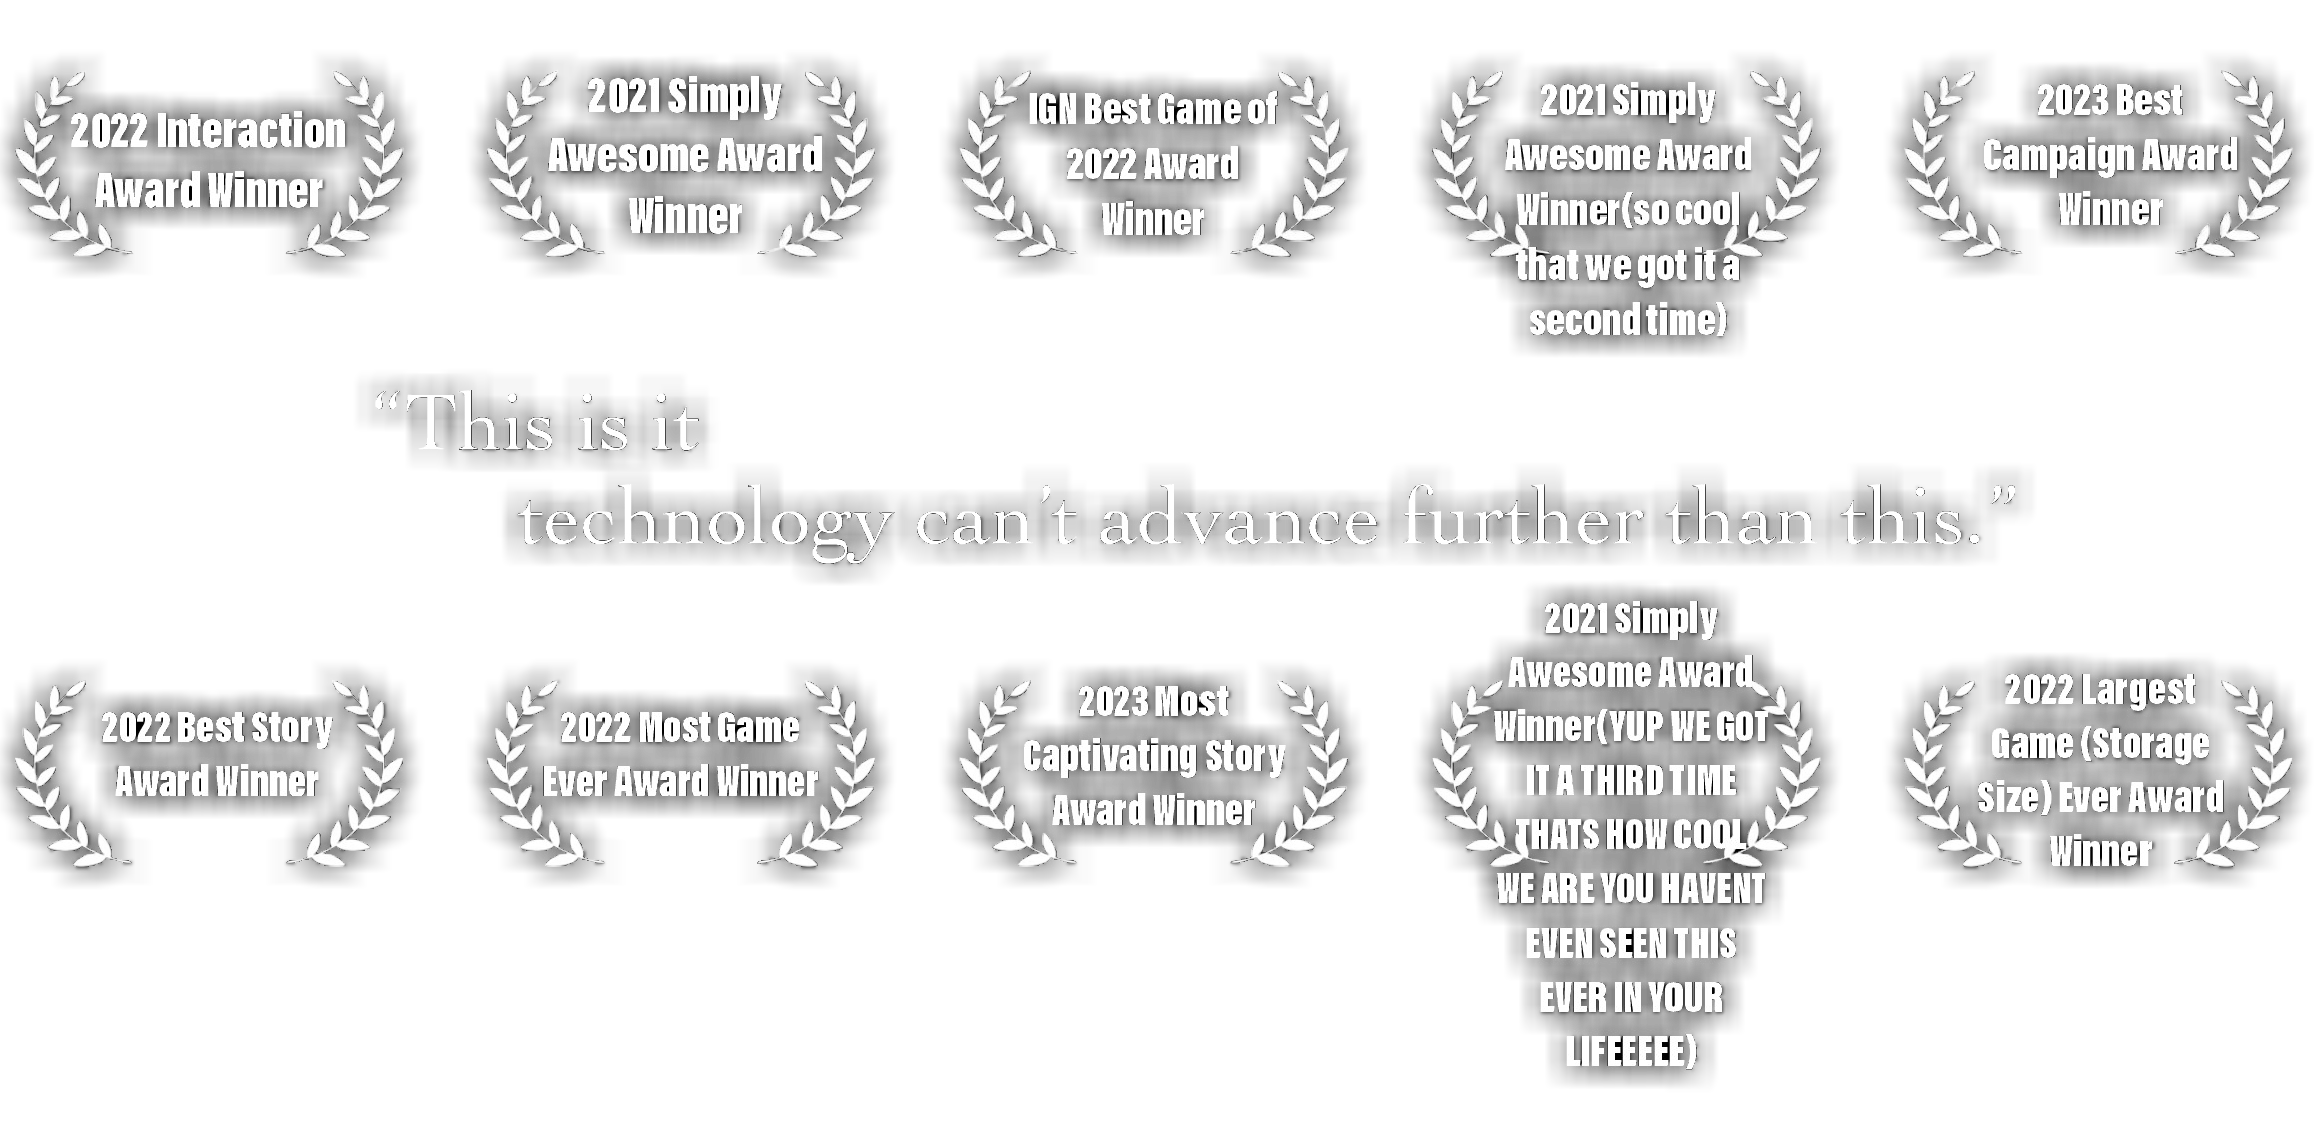 2022 Interaction
Award Winner
2021 Simply
Awesome Award
Winner
IGN Best Game of
2022 Award
Winner
2021 Simply
Awesome Award
Winner(so cool
that we got it a
second time)
2023 Best
Campaign Award
Winner
“This is it
technology can’t advance further than this.”
2022 Best Story
Award Winner
2022 Most Game
Ever Award Winner
2023 Most
Captivating Story
Award Winner
2021 Simply
Awesome Award
Winner(YUP WE GOT
IT A THIRD TIME
THATS HOW COOL
WE ARE YOU HAVENT
EVEN SEEN THIS
EVER IN YOUR
LIFEEEEE)
2022 Largest
Game (Storage
Size) Ever Award
Winner